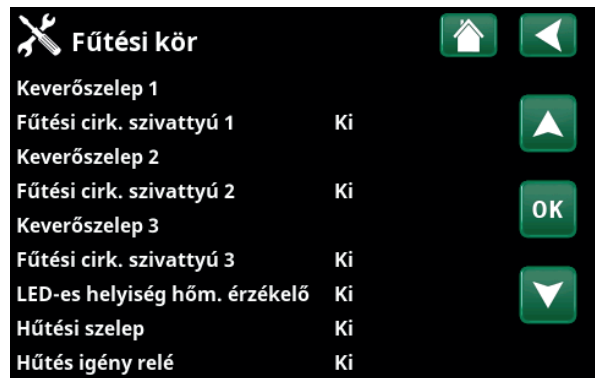 Fűtési kör
Keverőszelep 1
Fűtési cirk. szivattyú 1 Ki
Keverőszelep 2
Fűtési cirk. szivattyú 2 Ki
OK
Keverőszelep 3
Fűtési cirk. szivattyú 3 Ki
LED-es helyiség hőm. érzékelő Ki
Hűtési szelep Ki
Hűtés igény relé Ki